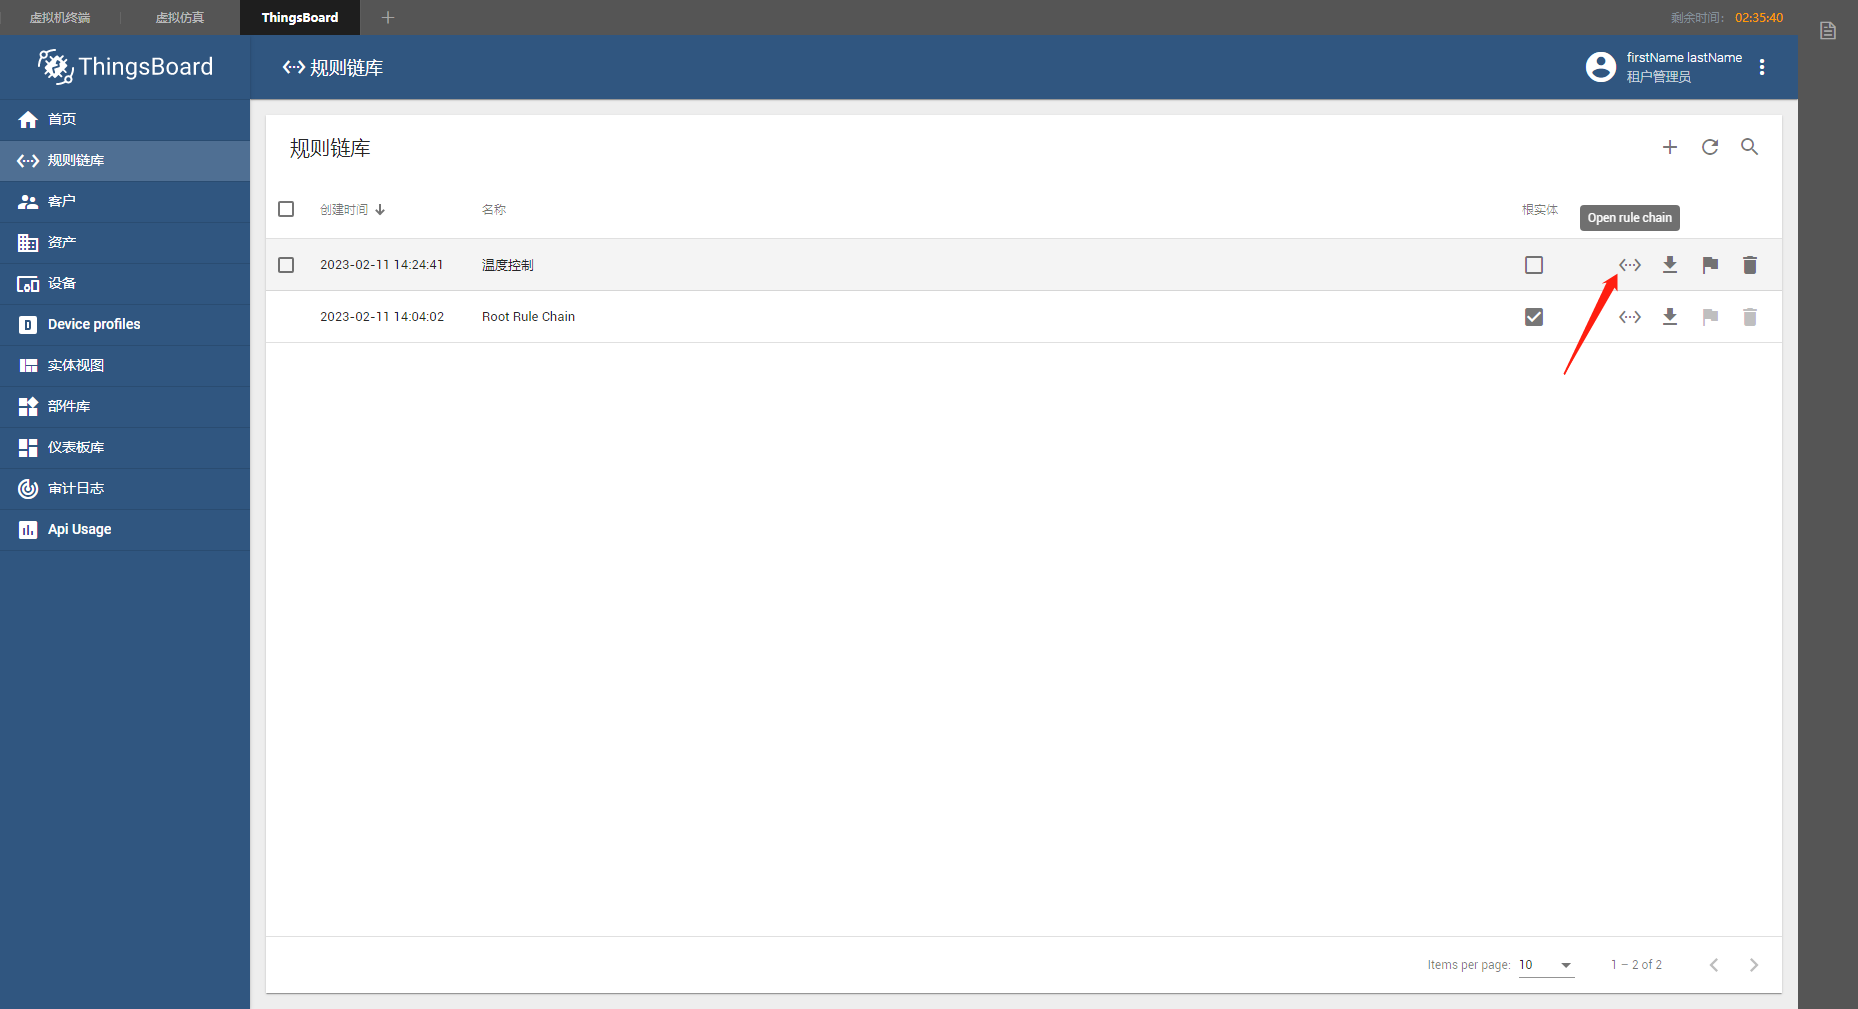 虚拟机终端
虚拟仿真
ThingsBoard
剩余时间: 02:35:40
ThingsBoard
规则链库
firstName lastName
租户管理员
首页
规则链库
客户
资产
设备
Device profiles
实体视图
部件库
仪表板库
审计日志
Api Usage
规则链库
创建时间 名称 根实体
Open rule chain
2023-02-11 14:24:41 温度控制
2023-02-11 14:04:02 Root Rule Chain
Items per page: 10 1 – 2 of 2